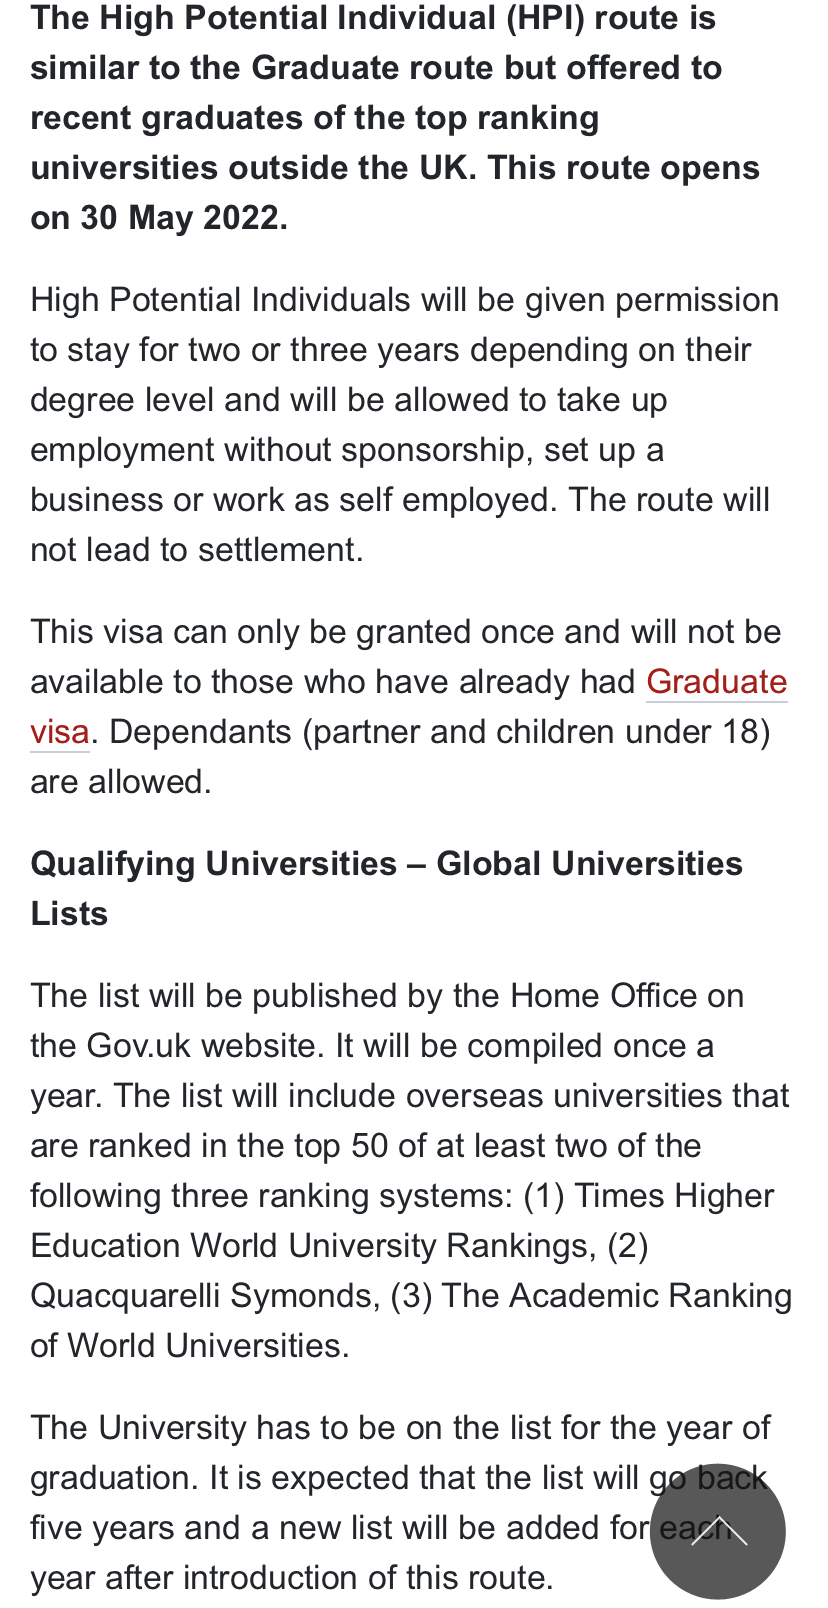 The High Potential Individual (HPI) route is
similar to the Graduate route but offered to
recent graduates of the top ranking
universities outside the UK. This route opens
on 30 May 2022.
High Potential Individuals will be given permission
to stay for two or three years depending on their
degree level and will be allowed to take up
employment without sponsorship, set up a
business or work as self employed. The route will
not lead to settlement.
This visa can only be granted once and will not be
available to those who have already had Graduate
visa. Dependants (partner and children under 18)
are allowed.
Qualifying Universities – Global Universities
Lists
The list will be published by the Home Office on
the Gov.uk website. It will be compiled once a
year. The list will include overseas universities that
are ranked in the top 50 of at least two of the
following three ranking systems: (1) Times Higher
Education World University Rankings, (2)
Quacquarelli Symonds, (3) The Academic Ranking
of World Universities.
The University has to be on the list for the year of
graduation. It is expected that the list will go back
five years and a new list will be added for each
year after introduction of this route.